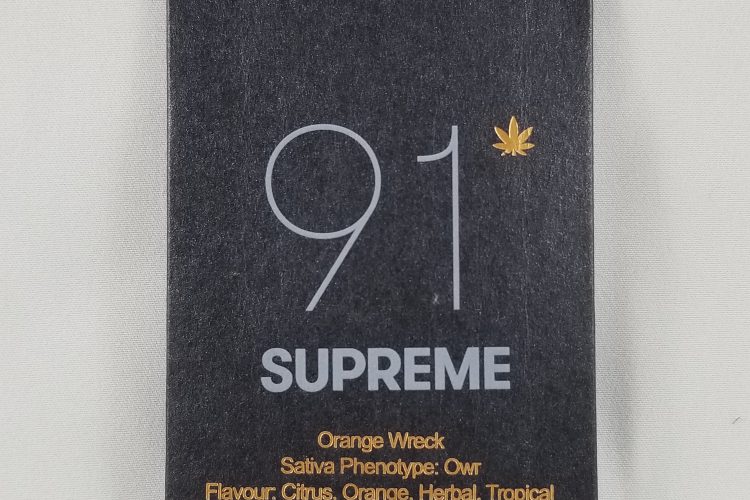 91
SUPREME
Orange Wreck
Sativa Phenotype: Owr
Flavour: Citrus, Orange, Herbal, Tropical